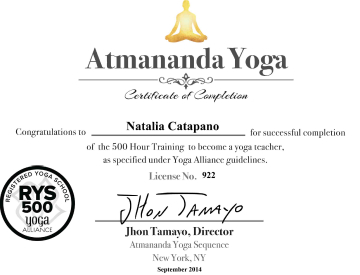 Atmananda Yoga
Certificate of Completion
Congratulations to Natalia Catapano for successful completion
of the 500 Hour Training to become a yoga teacher,
as specified under Yoga Alliance guidelines.
License No. 922
REGISTERED YOGA SCHOOL
RYS
500
yoga
ALLIANCE
JHON TAMAYO
Jhon Tamayo, Director
Atmananda Yoga Sequence
New York, NY
September 2014